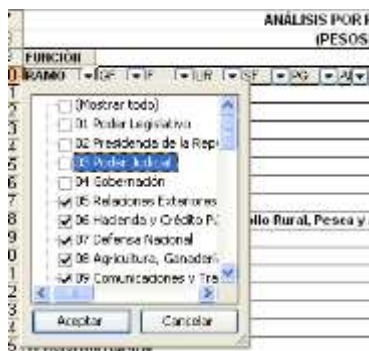 ANÁLISIS POR
(PESOS
FUNCIÓN
RAMO GF F UR SF PG AI
(Mostrar todo)
01 Poder Legislativo
02 Presidencia de la Rep
03 Poder Judicial
04 Gobernación
05 Relaciones Exteriores
06 Hacienda y Crédito P
07 Defensa Nacional
08 Agricultura, Ganaderí
09 Comunicaciones y Tra
ollo Rural, Pesca y
Aceptar Cancelar